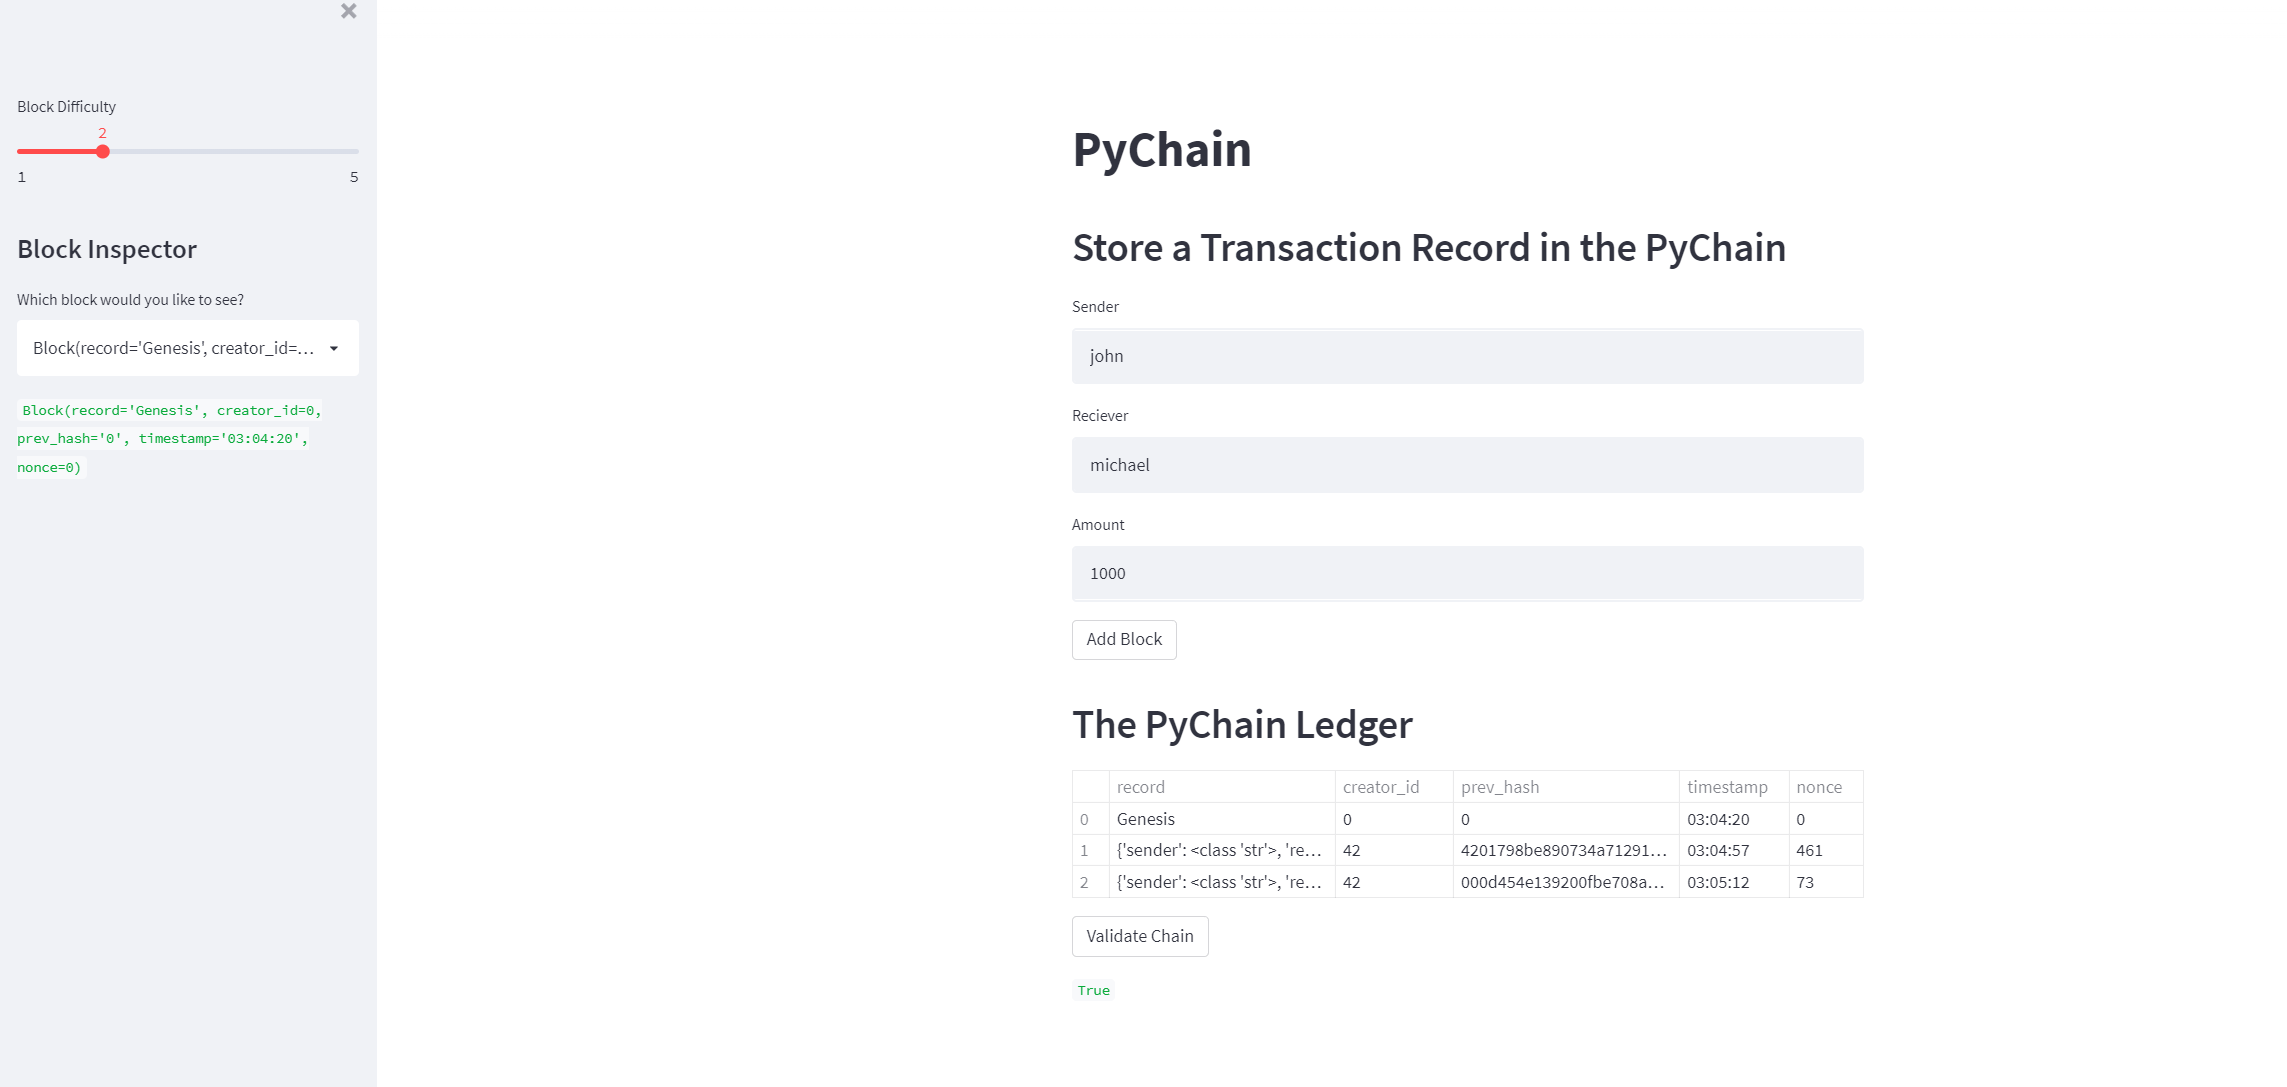 Block Difficulty
2
1 5
Block Inspector
Which block would you like to see?
Block(record='Genesis', creator_id=...
Block(record='Genesis', creator_id=0,
prev_hash='0', timestamp='03:04:20',
nonce=0)
PyChain
Store a Transaction Record in the PyChain
Sender
john
Reciever
michael
Amount
1000
Add Block
The PyChain Ledger
record creator_id prev_hash timestamp nonce
0 Genesis 0 0 03:04:20 0
1 {'sender': <class 'str'>, 're... 42 4201798be890734a71291... 03:04:57 461
2 {'sender': <class 'str'>, 're... 42 000d454e139200fbe708a... 03:05:12 73
Validate Chain
True